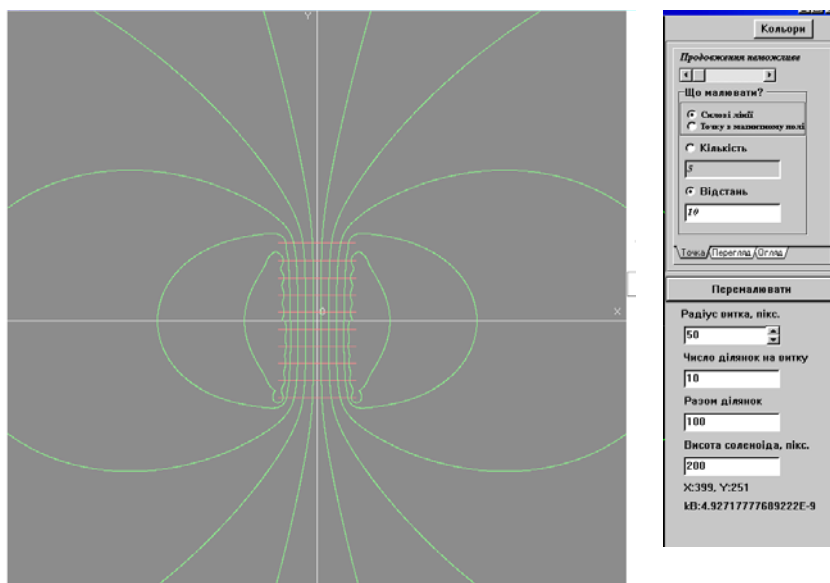 Y
0
X
Кольори
Продовження неможливе
Що малювати?
Силові лінії
Точку з магнитному полі
Кількість
5
Відстань
10
Точка Перегляд Огляд
Перемалювати
Радіус витка, пікс.
50
Число ділянок на витку
10
Разом ділянок
100
Висота соленоїда, пікс.
200
X:399, Y:251
kB:4.92717777689222E-9